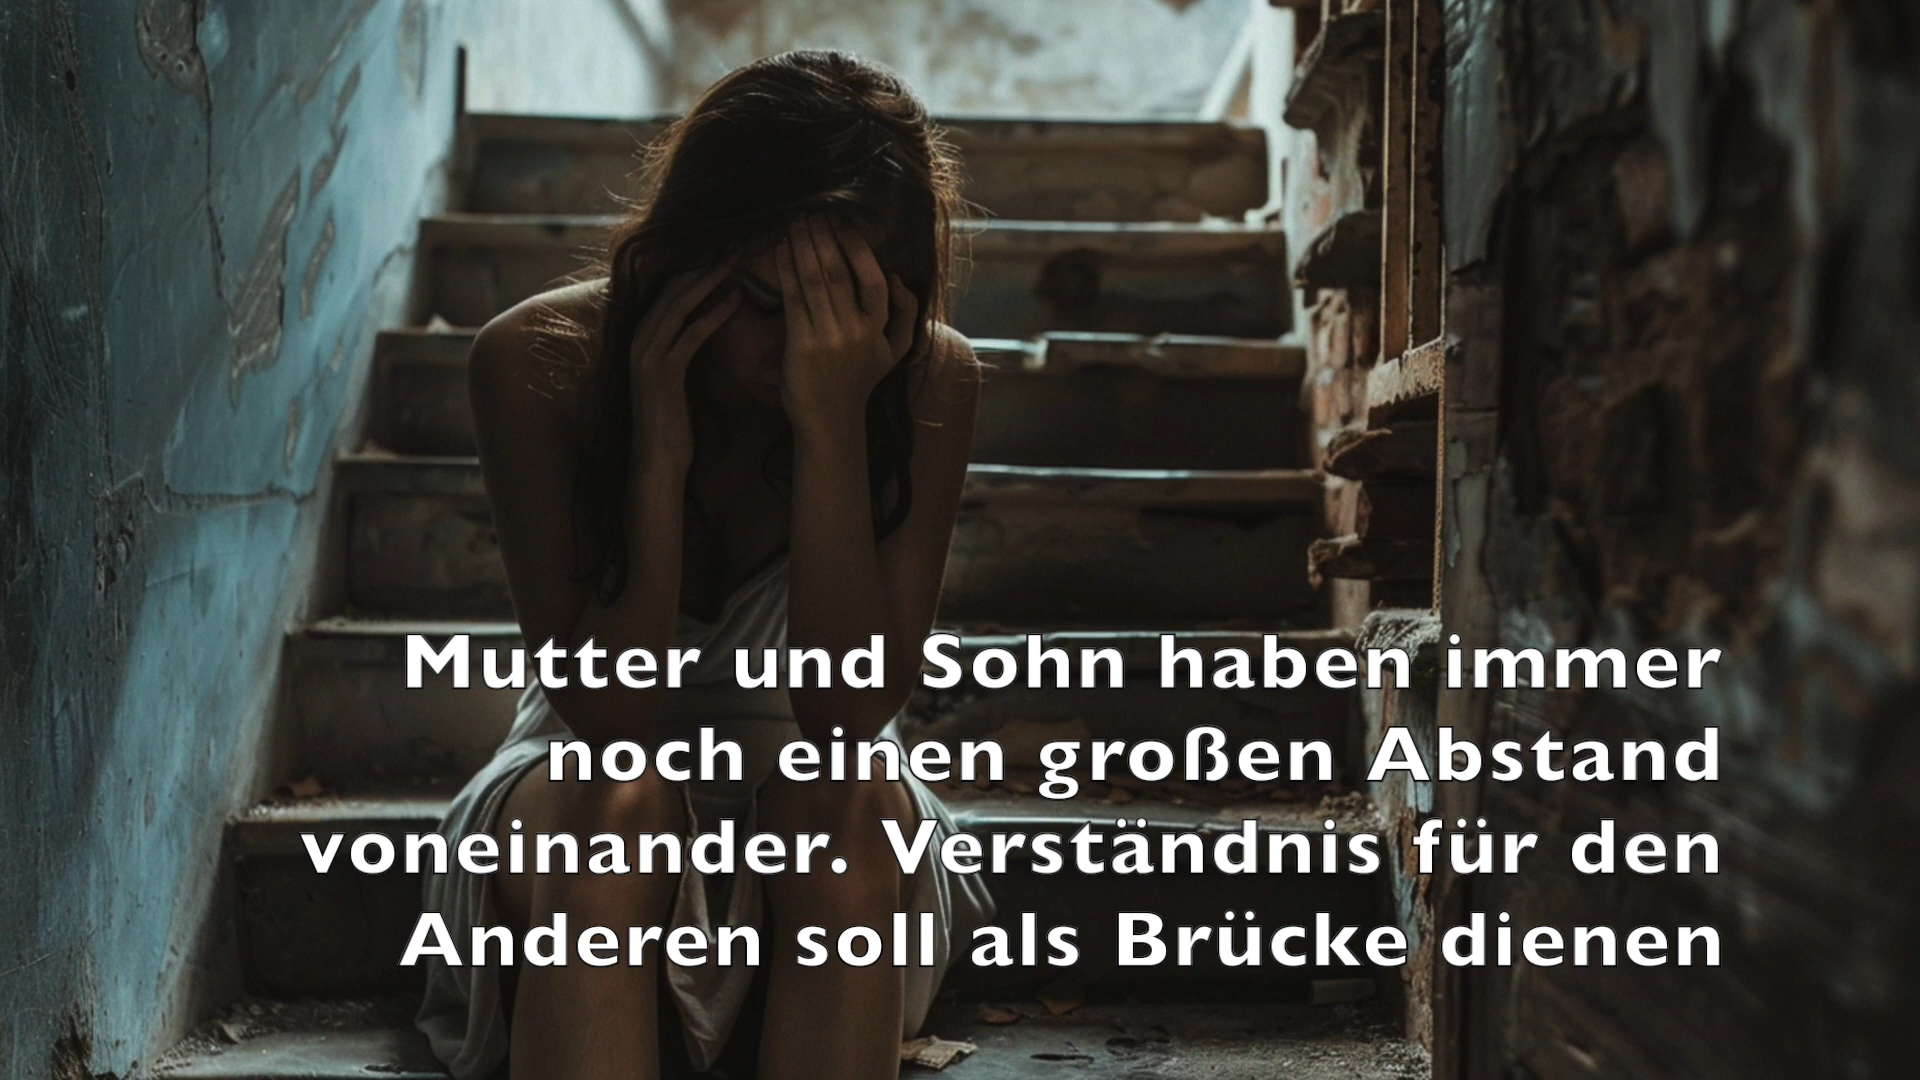 Mutter und Sohn haben immer
noch einen großen Abstand
voneinander. Verständnis für den
Anderen soll als Brücke dienen